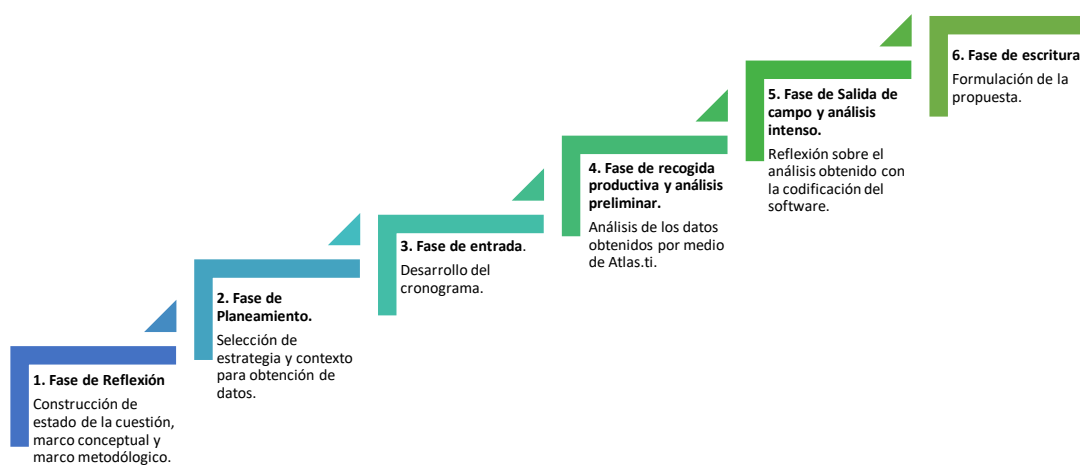 1. Fase de Reflexión
Construcción de
estado de la cuestión,
marco conceptual y
marco metodólogico.
2. Fase de
Planeamiento.
Selección de
estrategia y contexto
para obtención de
datos.
3. Fase de entrada.
Desarrollo del
cronograma.
4. Fase de recogida
productiva y análisis
preliminar.
Análisis de los datos
obtenidos por medio
de Atlas.ti.
5. Fase de Salida de
campo y análisis
intenso.
Reflexión sobre el
análisis obtenido con
la codificación del
software.
6. Fase de escritura
Formulación de la
propuesta.